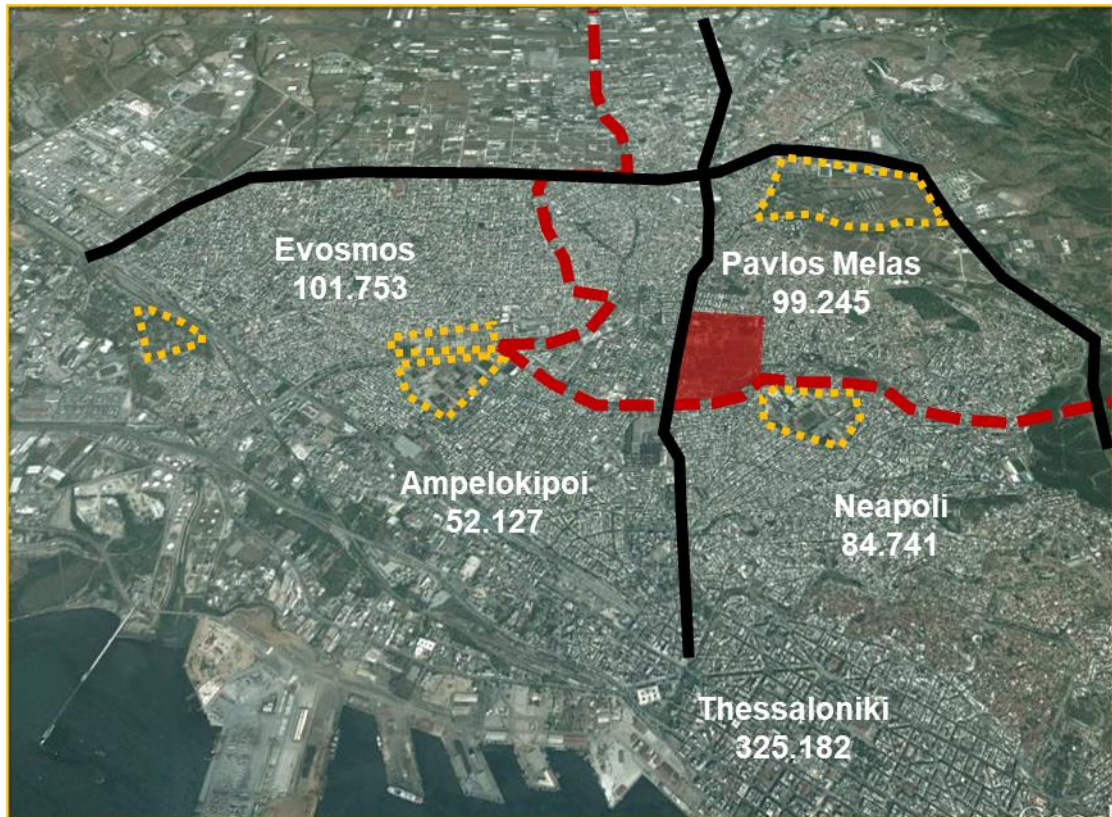 Evosmos
101.753
Pavlos Melas
99.245
Ampelokipoi
52.127
Neapoli
84.741
Thessaloniki
325.182